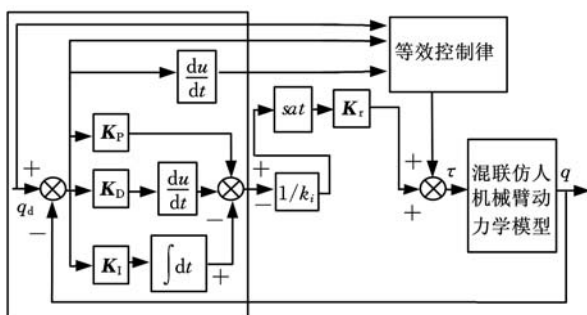 等效控制律
du
dt
sat
K_r
K_P
+
+
+
q_d
K_D
du
dt
−
−
1/k_i
τ
混联仿人
机械臂动
力学模型
q
−
+
K_I
∫dt
+